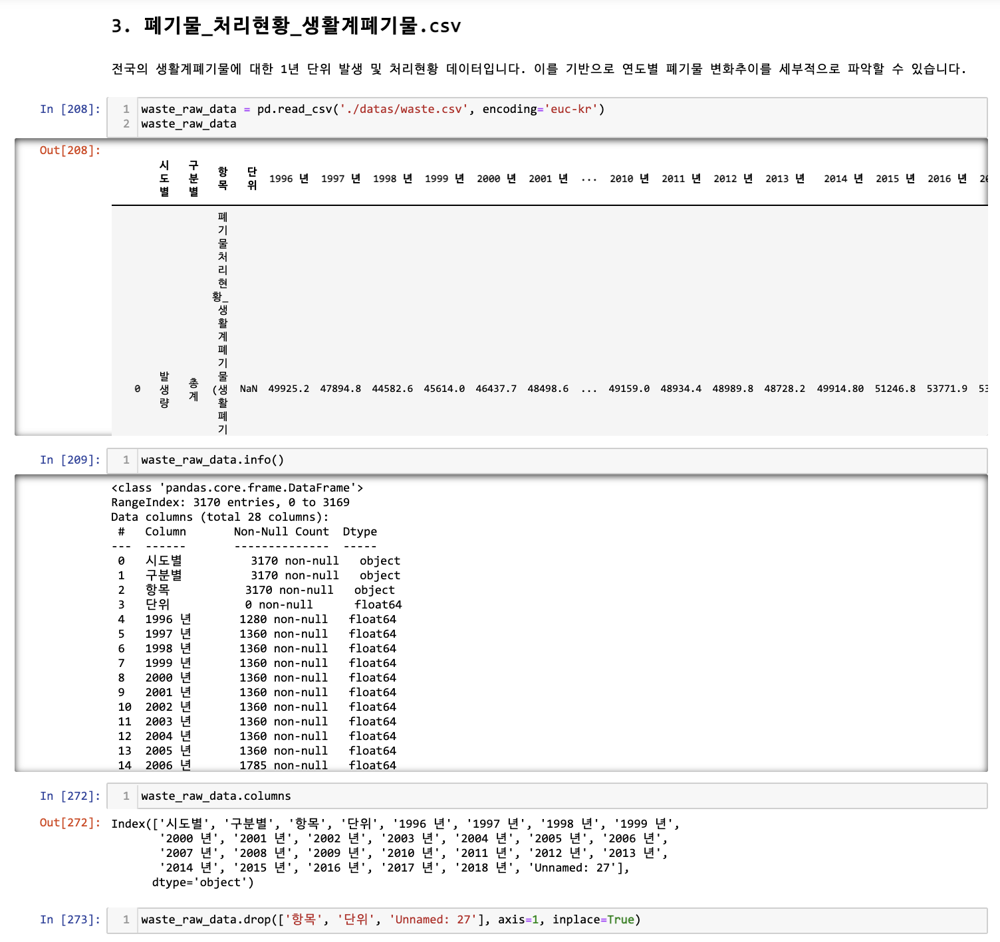 3. 폐기물_처리현황_생활계폐기물.csv
전국의 생활계폐기물에 대한 1년 단위 발생 및 처리현황 데이터입니다. 이를 기반으로 연도별 폐기물 변화추이를 세부적으로 파악할 수 있습니다.
In [208]:
1 waste_raw_data = pd.read_csv('./datas/waste.csv', encoding='euc-kr')
2 waste_raw_data
Out[208]:
시도별 구분별 항목 단위 1996 년 1997 년 1998 년 1999 년 2000 년 2001 년 ... 2010 년 2011 년 2012 년 2013 년 2014 년 2015 년 2016 년 20
0 발생량 총계 폐기물처리현황_생활계폐기물(생활폐기 NaN 49925.2 47894.8 44582.6 45614.0 46437.7 48498.6 ... 49159.0 48934.4 48989.8 48728.2 49914.80 51246.8 53771.9 53
In [209]:
1 waste_raw_data.info()
<class 'pandas.core.frame.DataFrame'>
RangeIndex: 3170 entries, 0 to 3169
Data columns (total 28 columns):
# Column Non-Null Count Dtype
--- ------ -------------- -----
0 시도별 3170 non-null object
1 구분별 3170 non-null object
2 항목 3170 non-null object
3 단위 0 non-null float64
4 1996 년 1280 non-null float64
5 1997 년 1360 non-null float64
6 1998 년 1360 non-null float64
7 1999 년 1360 non-null float64
8 2000 년 1360 non-null float64
9 2001 년 1360 non-null float64
10 2002 년 1360 non-null float64
11 2003 년 1360 non-null float64
12 2004 년 1360 non-null float64
13 2005 년 1360 non-null float64
14 2006 년 1785 non-null float64
In [272]:
1 waste_raw_data.columns
Out[272]:
Index(['시도별', '구분별', '항목', '단위', '1996 년', '1997 년', '1998 년', '1999 년',
'2000 년', '2001 년', '2002 년', '2003 년', '2004 년', '2005 년', '2006 년',
'2007 년', '2008 년', '2009 년', '2010 년', '2011 년', '2012 년', '2013 년',
'2014 년', '2015 년', '2016 년', '2017 년', '2018 년', 'Unnamed: 27'],
dtype='object')
In [273]:
1 waste_raw_data.drop(['항목', '단위', 'Unnamed: 27'], axis=1, inplace=True)